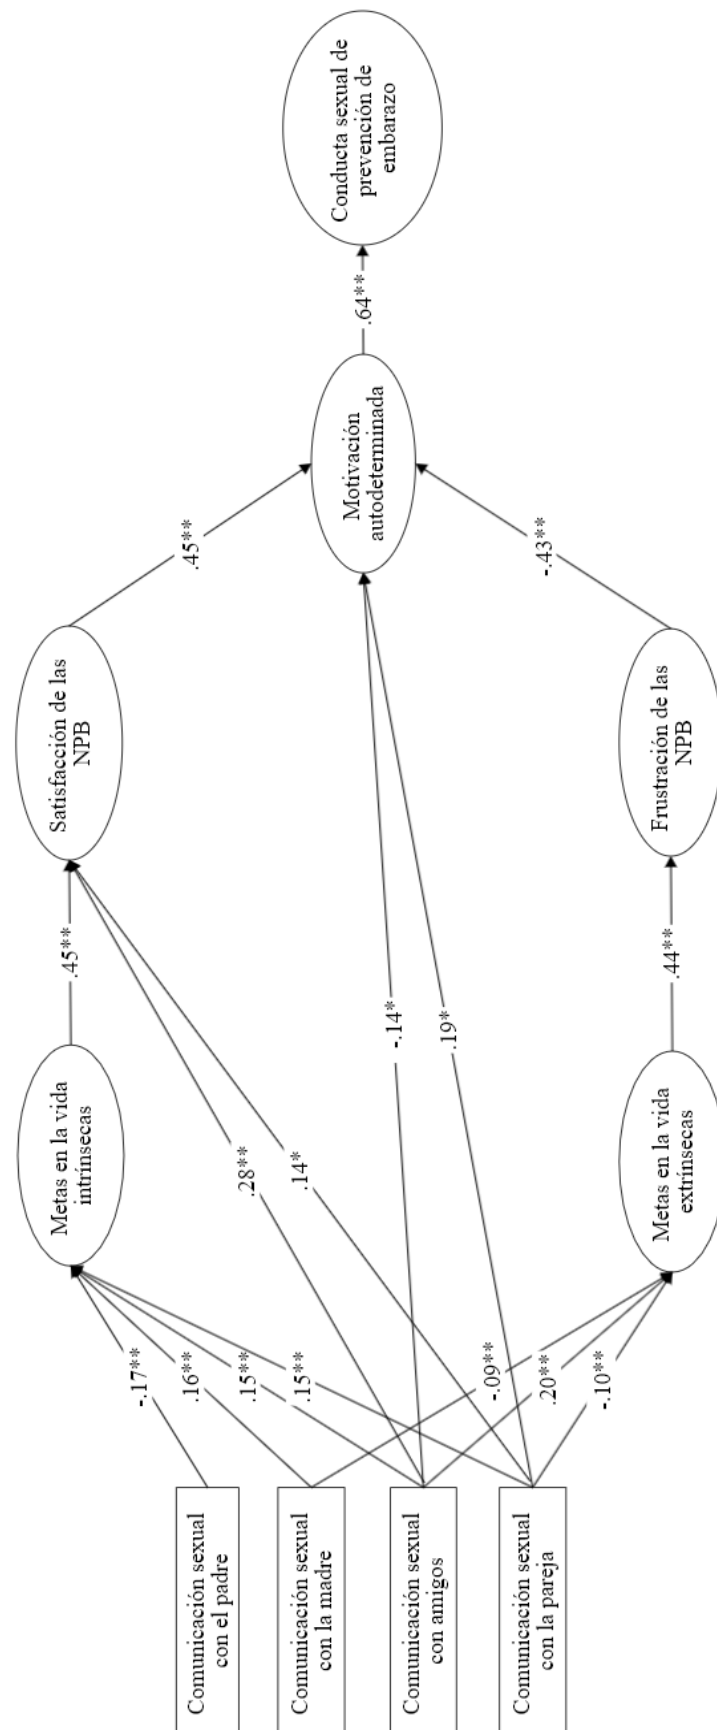 Comunicación sexual
con el padre
Comunicación sexual
con la madre
Comunicación sexual
con amigos
Comunicación sexual
con la pareja
-.17**
.16**
.15**
.15**
-.09**
.20**
-.10**
Metas en la vida
intrínsecas
Metas en la vida
extrínsecas
.28**
.14*
-.14*
.19*
.45**
.44**
Satisfacción de las
NPB
Frustración de las
NPB
.45**
-.43**
Motivación
autodeterminada
.64**
Conducta sexual de
prevención de
embarazo